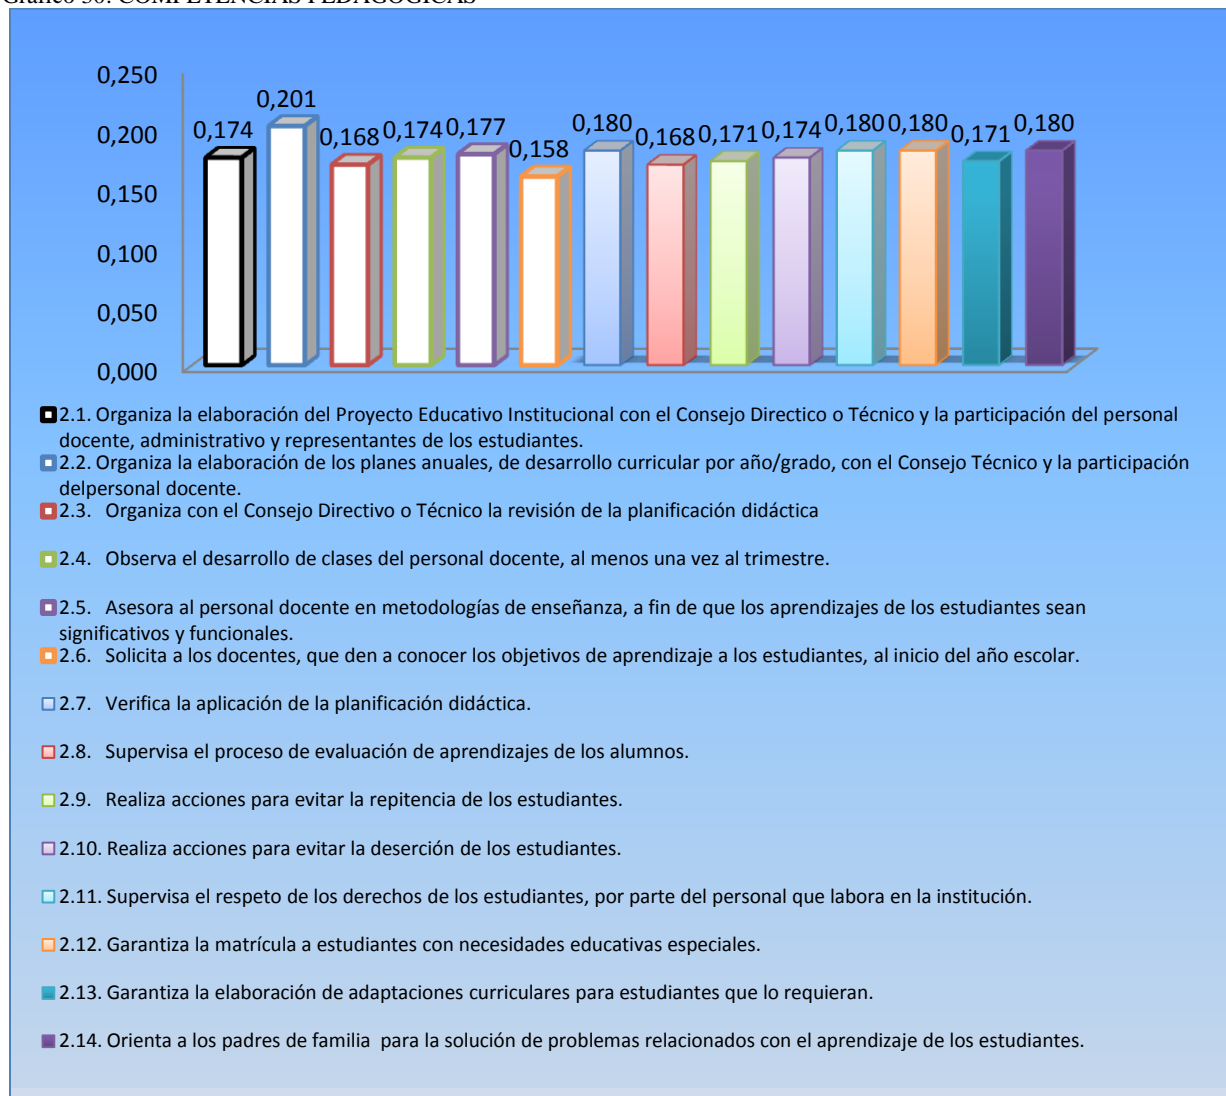 Gráfico 30: COMPETENCIAS PEDAGÓGICAS
0,250
0,200
0,150
0,100
0,050
0,000
0,174
0,201
0,168
0,174
0,177
0,158
0,180
0,168
0,171
0,174
0,180
0,180
0,171
0,180
2.1. Organiza la elaboración del Proyecto Educativo Institucional con el Consejo Directico o Técnico y la participación del personal
docente, administrativo y representantes de los estudiantes.
2.2. Organiza la elaboración de los planes anuales, de desarrollo curricular por año/grado, con el Consejo Técnico y la participación
delpersonal docente.
2.3. Organiza con el Consejo Directivo o Técnico la revisión de la planificación didáctica
2.4. Observa el desarrollo de clases del personal docente, al menos una vez al trimestre.
2.5. Asesora al personal docente en metodologías de enseñanza, a fin de que los aprendizajes de los estudiantes sean
significativos y funcionales.
2.6. Solicita a los docentes, que den a conocer los objetivos de aprendizaje a los estudiantes, al inicio del año escolar.
2.7. Verifica la aplicación de la planificación didáctica.
2.8. Supervisa el proceso de evaluación de aprendizajes de los alumnos.
2.9. Realiza acciones para evitar la repitencia de los estudiantes.
2.10. Realiza acciones para evitar la deserción de los estudiantes.
2.11. Supervisa el respeto de los derechos de los estudiantes, por parte del personal que labora en la institución.
2.12. Garantiza la matrícula a estudiantes con necesidades educativas especiales.
2.13. Garantiza la elaboración de adaptaciones curriculares para estudiantes que lo requieran.
2.14. Orienta a los padres de familia para la solución de problemas relacionados con el aprendizaje de los estudiantes.